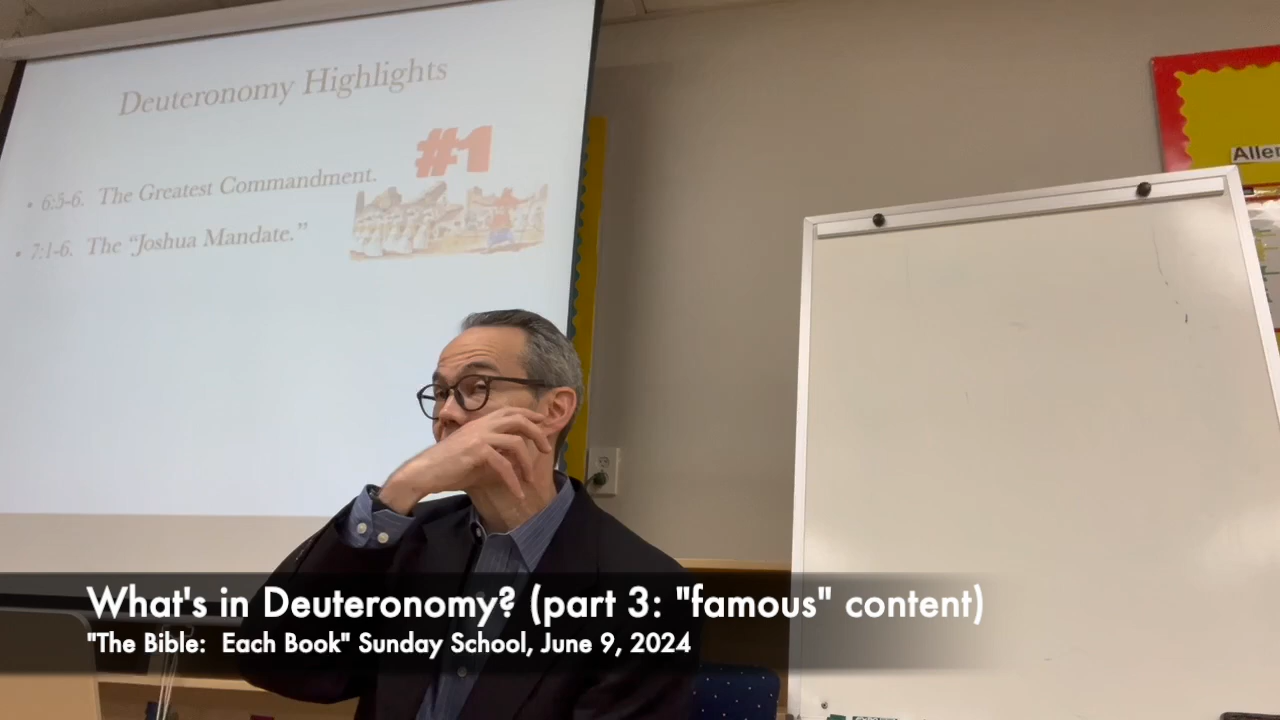 Deuteronomy Highlights
#1
• 6:5-6. The Greatest Commandment.
• 7:1-6. The "Joshua Mandate."
Aller
What's in Deuteronomy? (part 3: "famous" content)
"The Bible: Each Book" Sunday School, June 9, 2024